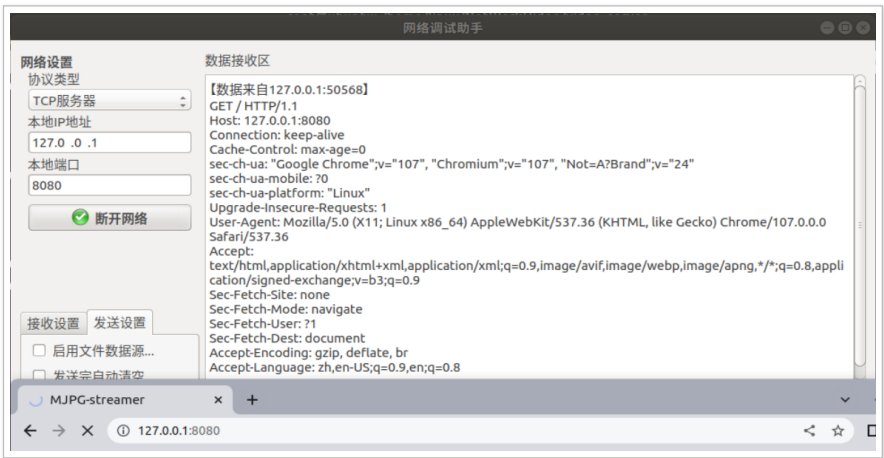 网络调试助手
网络设置
协议类型
TCP服务器
本地IP地址
127.0 .0 .1
本地端口
8080
断开网络
接收设置 发送设置
启用文件数据源...
发送完自动清空
数据接收区
【数据来自127.0.0.1:50568】
GET / HTTP/1.1
Host: 127.0.0.1:8080
Connection: keep-alive
Cache-Control: max-age=0
sec-ch-ua: "Google Chrome";v="107", "Chromium";v="107", "Not=A?Brand";v="24"
sec-ch-ua-mobile: ?0
sec-ch-ua-platform: "Linux"
Upgrade-Insecure-Requests: 1
User-Agent: Mozilla/5.0 (X11; Linux x86_64) AppleWebKit/537.36 (KHTML, like Gecko) Chrome/107.0.0.0
Safari/537.36
Accept:
text/html,application/xhtml+xml,application/xml;q=0.9,image/avif,image/webp,image/apng,*/*;q=0.8,appli
cation/signed-exchange;v=b3;q=0.9
Sec-Fetch-Site: none
Sec-Fetch-Mode: navigate
Sec-Fetch-User: ?1
Sec-Fetch-Dest: document
Accept-Encoding: gzip, deflate, br
Accept-Language: zh,en-US;q=0.9,en;q=0.8
MJPG-streamer
127.0.0.1:8080